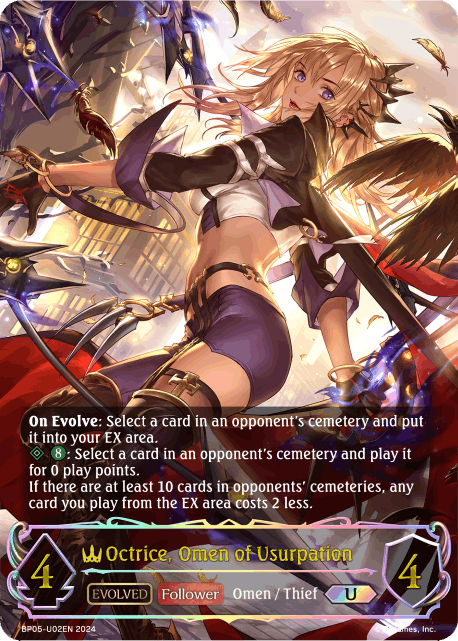 On Evolve: Select a card in an opponent's cemetery and put
it into your EX area.
8: Select a card in an opponent's cemetery and play it
for 0 play points.
If there are at least 10 cards in opponents' cemeteries, any
card you play from the EX area costs 2 less.
Octrice, Omen of Usurpation
4
4
EVOLVED Follower Omen / Thief U
BP05-U02EN 2024
Inc.